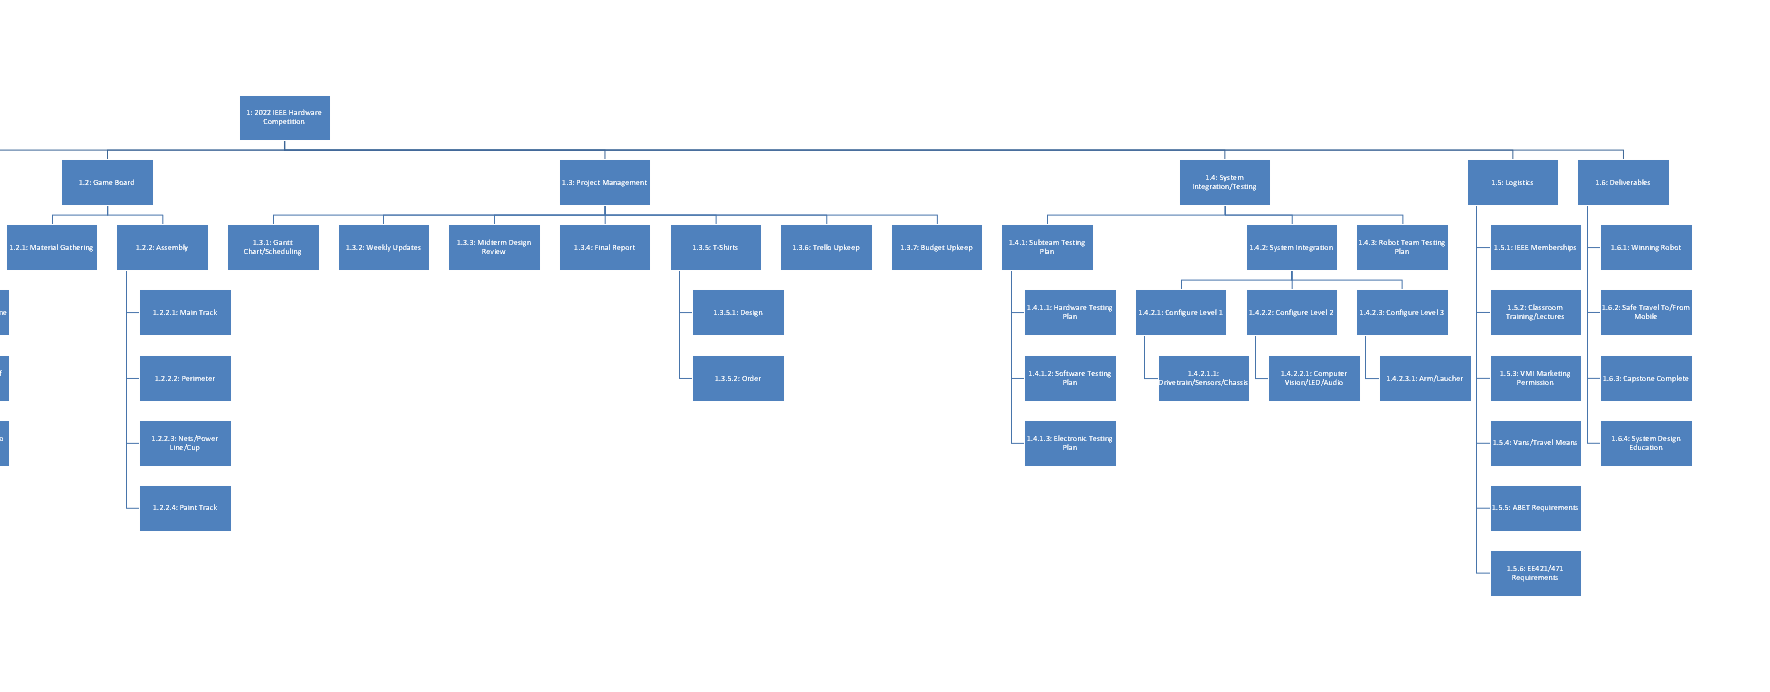 1: 2022 IEEE Hardware
Competition
1.2: Game Board
1.3: Project Management
1.4: System
Integration/Testing
1.5: Logistics
1.6: Deliverables
1.2.1: Material Gathering
1.2.2: Assembly
1.3.1: Gantt
Chart/Scheduling
1.3.2: Weekly Updates
1.3.3: Midterm Design
Review
1.3.4: Final Report
1.3.5: T-Shirts
1.3.6: Trello Upkeep
1.3.7: Budget Upkeep
1.4.1: Subteam Testing
Plan
1.4.2: System Integration
1.4.3: Robot Team Testing
Plan
1.5.1: IEEE Memberships
1.6.1: Winning Robot
1.2.2.1: Main Track
1.3.5.1: Design
1.4.1.1: Hardware Testing
Plan
1.4.2.1: Configure Level 1
1.4.2.2: Configure Level 2
1.4.2.3: Configure Level 3
1.5.2: Classroom
Training/Lectures
1.6.2: Safe Travel To/From
Mobile
1.2.2.2: Perimeter
1.3.5.2: Order
1.4.1.2: Software Testing
Plan
1.4.2.1.1:
Drivetrain/Sensors/Chassis
1.4.2.2.1: Computer
Vision/LED/Audio
1.4.2.3.1: Arm/Laucher
1.5.3: VMI Marketing
Permission
1.6.3: Capstone Complete
1.2.2.3: Nets/Power
Line/Cup
1.4.1.3: Electronic Testing
Plan
1.5.4: Vans/Travel Means
1.6.4: System Design
Education
1.2.2.4: Paint Track
1.5.5: ABET Requirements
1.5.6: EE421/471
Requirements